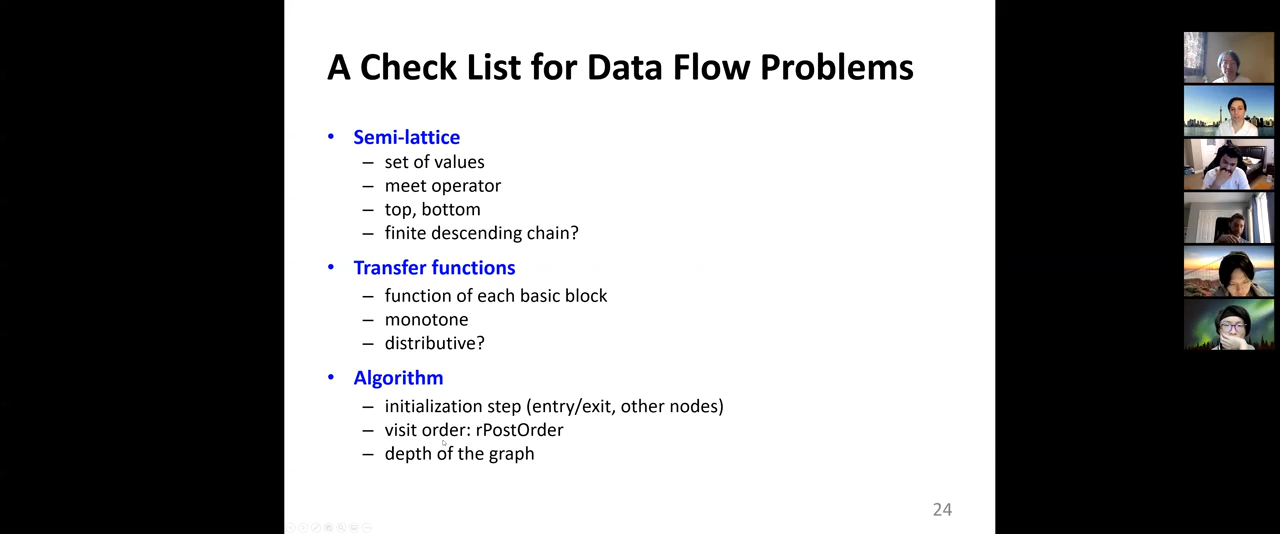 A Check List for Data Flow Problems
• Semi-lattice
– set of values
– meet operator
– top, bottom
– finite descending chain?
• Transfer functions
– function of each basic block
– monotone
– distributive?
• Algorithm
– initialization step (entry/exit, other nodes)
– visit order: rPostOrder
– depth of the graph
24